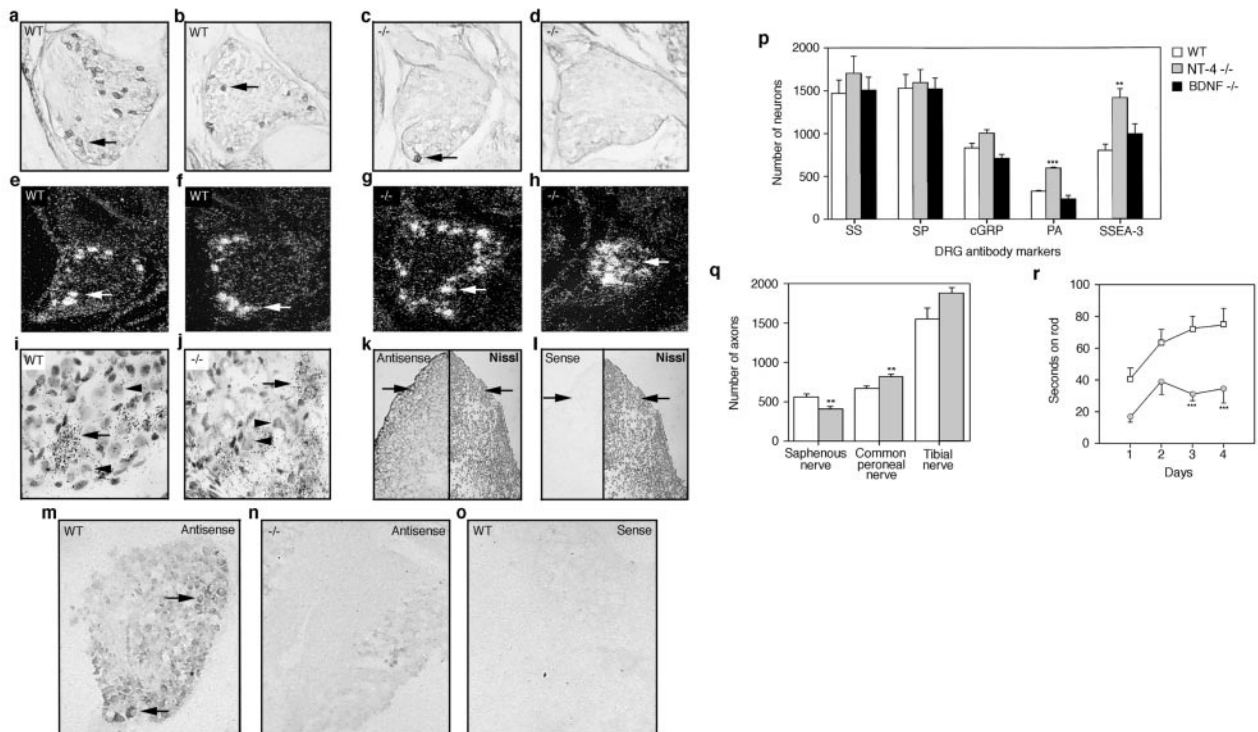 a
WT
b
WT
c
-/-
d
-/-
e
WT
f
WT
g
-/-
h
-/-
i
WT
j
-/-
k
Antisense
Nissl
l
Sense
Nissl
m
WT
Antisense
n
-/-
Antisense
o
WT
Sense
p
2000
1500
1000
500
0
Number of neurons
**
***
SS
SP
cGRP
PA
SSEA-3
DRG antibody markers
WT
NT-4 -/-
BDNF -/-
q
2000
1500
1000
500
0
Number of axons
**
**
Saphenous nerve
Common peroneal nerve
Tibial nerve
r
100
80
60
40
20
0
Seconds on rod
***
***
1
2
3
4
Days